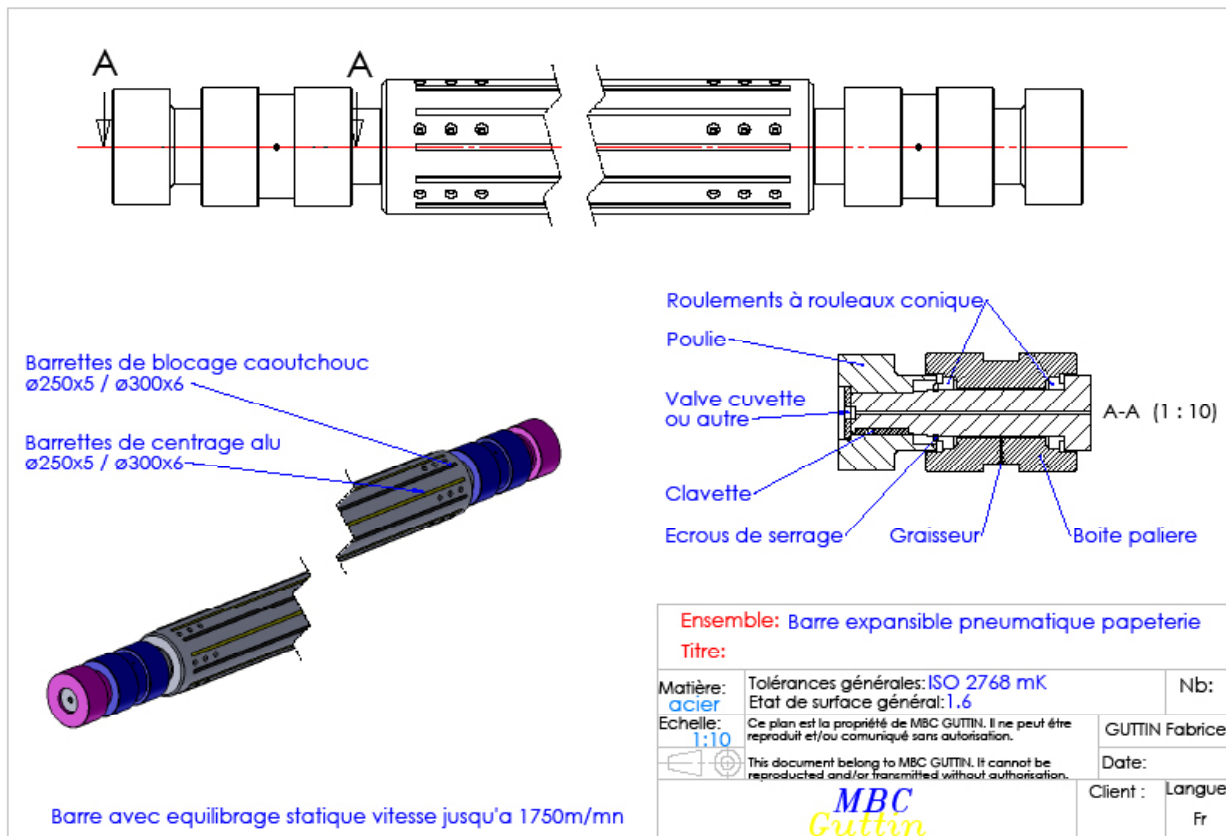 A
A
Roulements à rouleaux conique
Poulie
Barrettes de blocage caoutchouc
ø250x5 / ø300x6
Valve cuvette
ou autre
A-A (1 : 10)
Barrettes de centrage alu
ø250x5 / ø300x6
Clavette
Ecrous de serrage
Graisseur
Boite paliere
Ensemble: Barre expansible pneumatique papeterie
Titre:
Matière:
acier
Tolérances générales: ISO 2768 mK
Etat de surface général: 1.6
Nb:
Echelle:
1:10
Ce plan est la propriété de MBC GUTTIN. Il ne peut être
reproduit et/ou comuniqué sans autorisation.
GUTTIN Fabrice
This document belong to MBC GUTTIN. It cannot be
reproduced and/or transmitted without authorisation.
Date:
MBC
Guttin
Client :
Langue
Fr
Barre avec equilibrage statique vitesse jusqu'a 1750m/mn